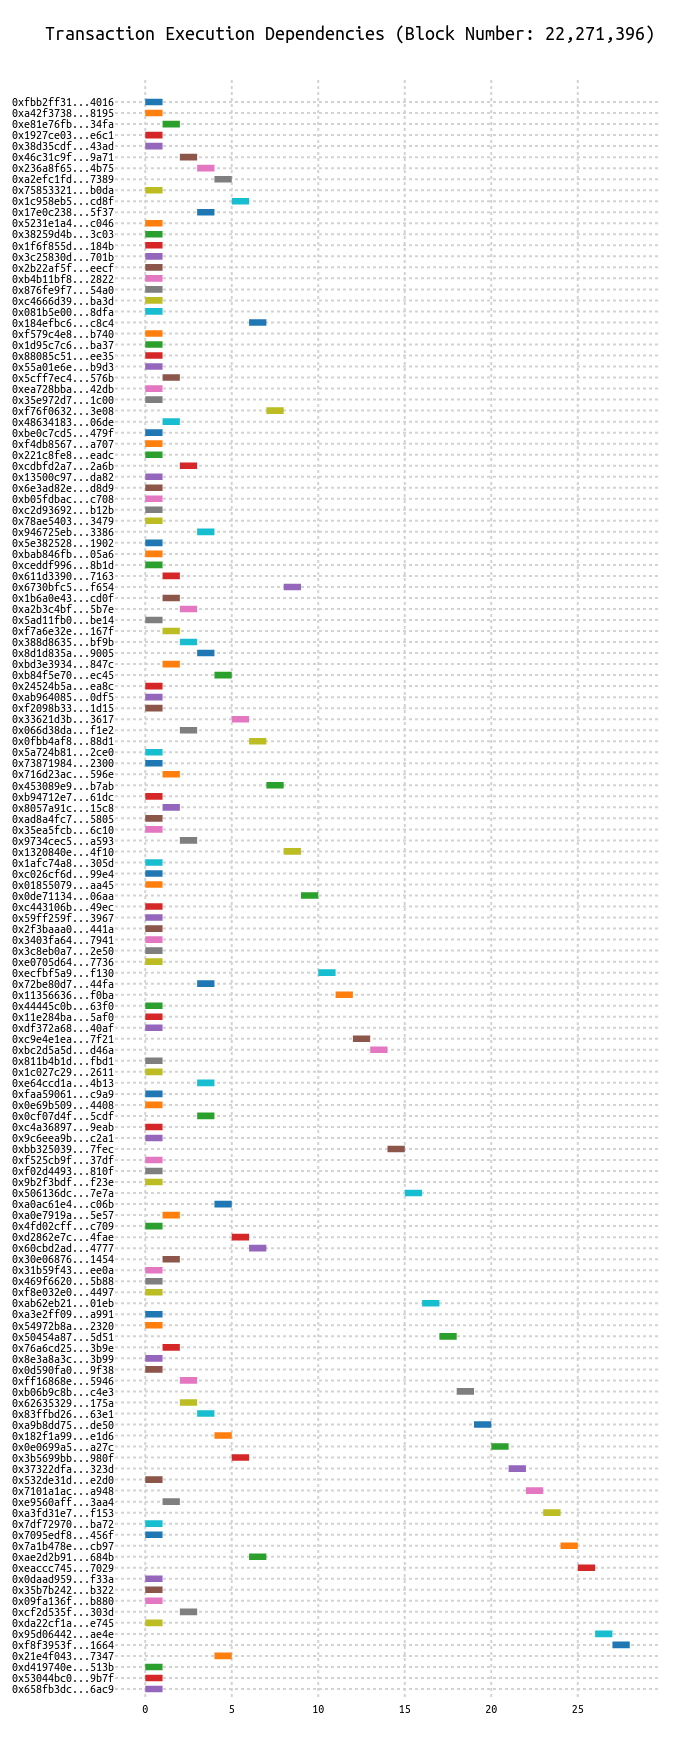 Transaction Execution Dependencies (Block Number: 22,271,396)
0xfbb2ff31...4016
0xa42f3738...8195
0xe81e76fb...34fa
0x1927ce03...e6c1
0x38d35cdf...43ad
0x46c31c9f...9a71
0x236a8f65...4b75
0xa2efc1fd...7389
0x75853321...b0da
0x1c958eb5...cd8f
0x17e0c238...5f37
0x5231e1a4...c046
0x38259d4b...3c03
0x1f6f855d...184b
0x3c25830d...701b
0x2b22af5f...eecf
0xb4b11bf8...2822
0x876fe9f7...54a0
0xc4666d39...ba3d
0x081b5e00...8dfa
0x184efbc6...c8c4
0xf579c4e8...b740
0x1d95c7c6...ba37
0x88085c51...ee35
0x55a01e6e...b9d3
0x5cff7ec4...576b
0xea728bba...42db
0x35e972d7...1c00
0xf76f0632...3e08
0x48634183...06de
0xbe0c7cd5...479f
0xf4db8567...a707
0x221c8fe8...eadc
0xcdbfd2a7...2a6b
0x13500c97...da82
0x6e3ad82e...d8d9
0xb05fdbac...c708
0xc2d93692...b12b
0x78ae5403...3479
0x946725eb...3386
0x5e382528...1902
0xbab846fb...05a6
0xceddf996...8b1d
0x611d3390...7163
0x6730bfc5...f654
0x1b6a0e43...cd0f
0xa2b3c4bf...5b7e
0x5ad11fb0...be14
0xf7a6e32e...167f
0x388d8635...bf9b
0x8d1d835a...9005
0xbd3e3934...847c
0xb84f5e70...ec45
0x24524b5a...ea8c
0xab964085...0df5
0xf2098b33...1d15
0x33621d3b...3617
0x066d38da...f1e2
0x0fbb4af8...88d1
0x5a724b81...2ce0
0x73871984...2300
0x716d23ac...596e
0x453089e9...b7ab
0xb94712e7...61dc
0x8057a91c...15c8
0xad8a4fc7...5805
0x35ea5fcb...6c10
0x9734cec5...a593
0x1320840e...4f10
0x1afc74a8...305d
0xc026cf6d...99e4
0x01855079...aa45
0x0de71134...06aa
0xc443106b...49ec
0x59ff259f...3967
0x2f3baaa0...441a
0x3403fa64...7941
0x3c8eb0a7...2e50
0xe0705d64...7736
0xecfbf5a9...f130
0x72be80d7...44fa
0x11356636...f0ba
0x44445c0b...63f0
0x11e284ba...5af0
0xdf372a68...40af
0xc9e4e1ea...7f21
0xbc2d5a5d...d46a
0x811b4b1d...fbd1
0x1c027c29...2611
0xe64ccd1a...4b13
0xfaa59061...c9a9
0x0e69b509...4408
0x0cf07d4f...5cdf
0xc4a36897...9eab
0x9c6eea9b...c2a1
0xbb325039...7fec
0xf525cb9f...37df
0xf02d4493...810f
0x9b2f3bdf...f23e
0x506136dc...7e7a
0xa0ac61e4...c06b
0xa0e7919a...5e57
0x4fd02cff...c709
0xd2862e7c...4fae
0x60cbd2ad...4777
0x30e06876...1454
0x31b59f43...ee0a
0x469f6620...5b88
0xf8e032e0...4497
0xab62eb21...01eb
0xa3e2ff09...a991
0x54972b8a...2320
0x50454a87...5d51
0x76a6cd25...3b9e
0x8e3a8a3c...3b99
0x0d590fa0...9f38
0xff16868e...5946
0xb06b9c8b...c4e3
0x62635329...175a
0x83ffbd26...63e1
0xa9b8dd75...de50
0x182f1a99...e1d6
0x0e0699a5...a27c
0x3b5699bb...980f
0x37322dfa...323d
0x532de31d...e2d0
0x7101a1ac...a948
0xe9560aff...3aa4
0xa3fd31e7...f153
0x7df72970...ba72
0x7095edf8...456f
0x7a1b478e...cb97
0xae2d2b91...684b
0xeaccc745...7029
0x0daad959...f33a
0x35b7b242...b322
0x09fa136f...b880
0xcf2d535f...303d
0xda22cf1a...e745
0x95d06442...ae4e
0xf8f3953f...1664
0x21e4f043...7347
0xd419740e...513b
0x53044bc0...9b7f
0x658fb3dc...6ac9
0 5 10 15 20 25